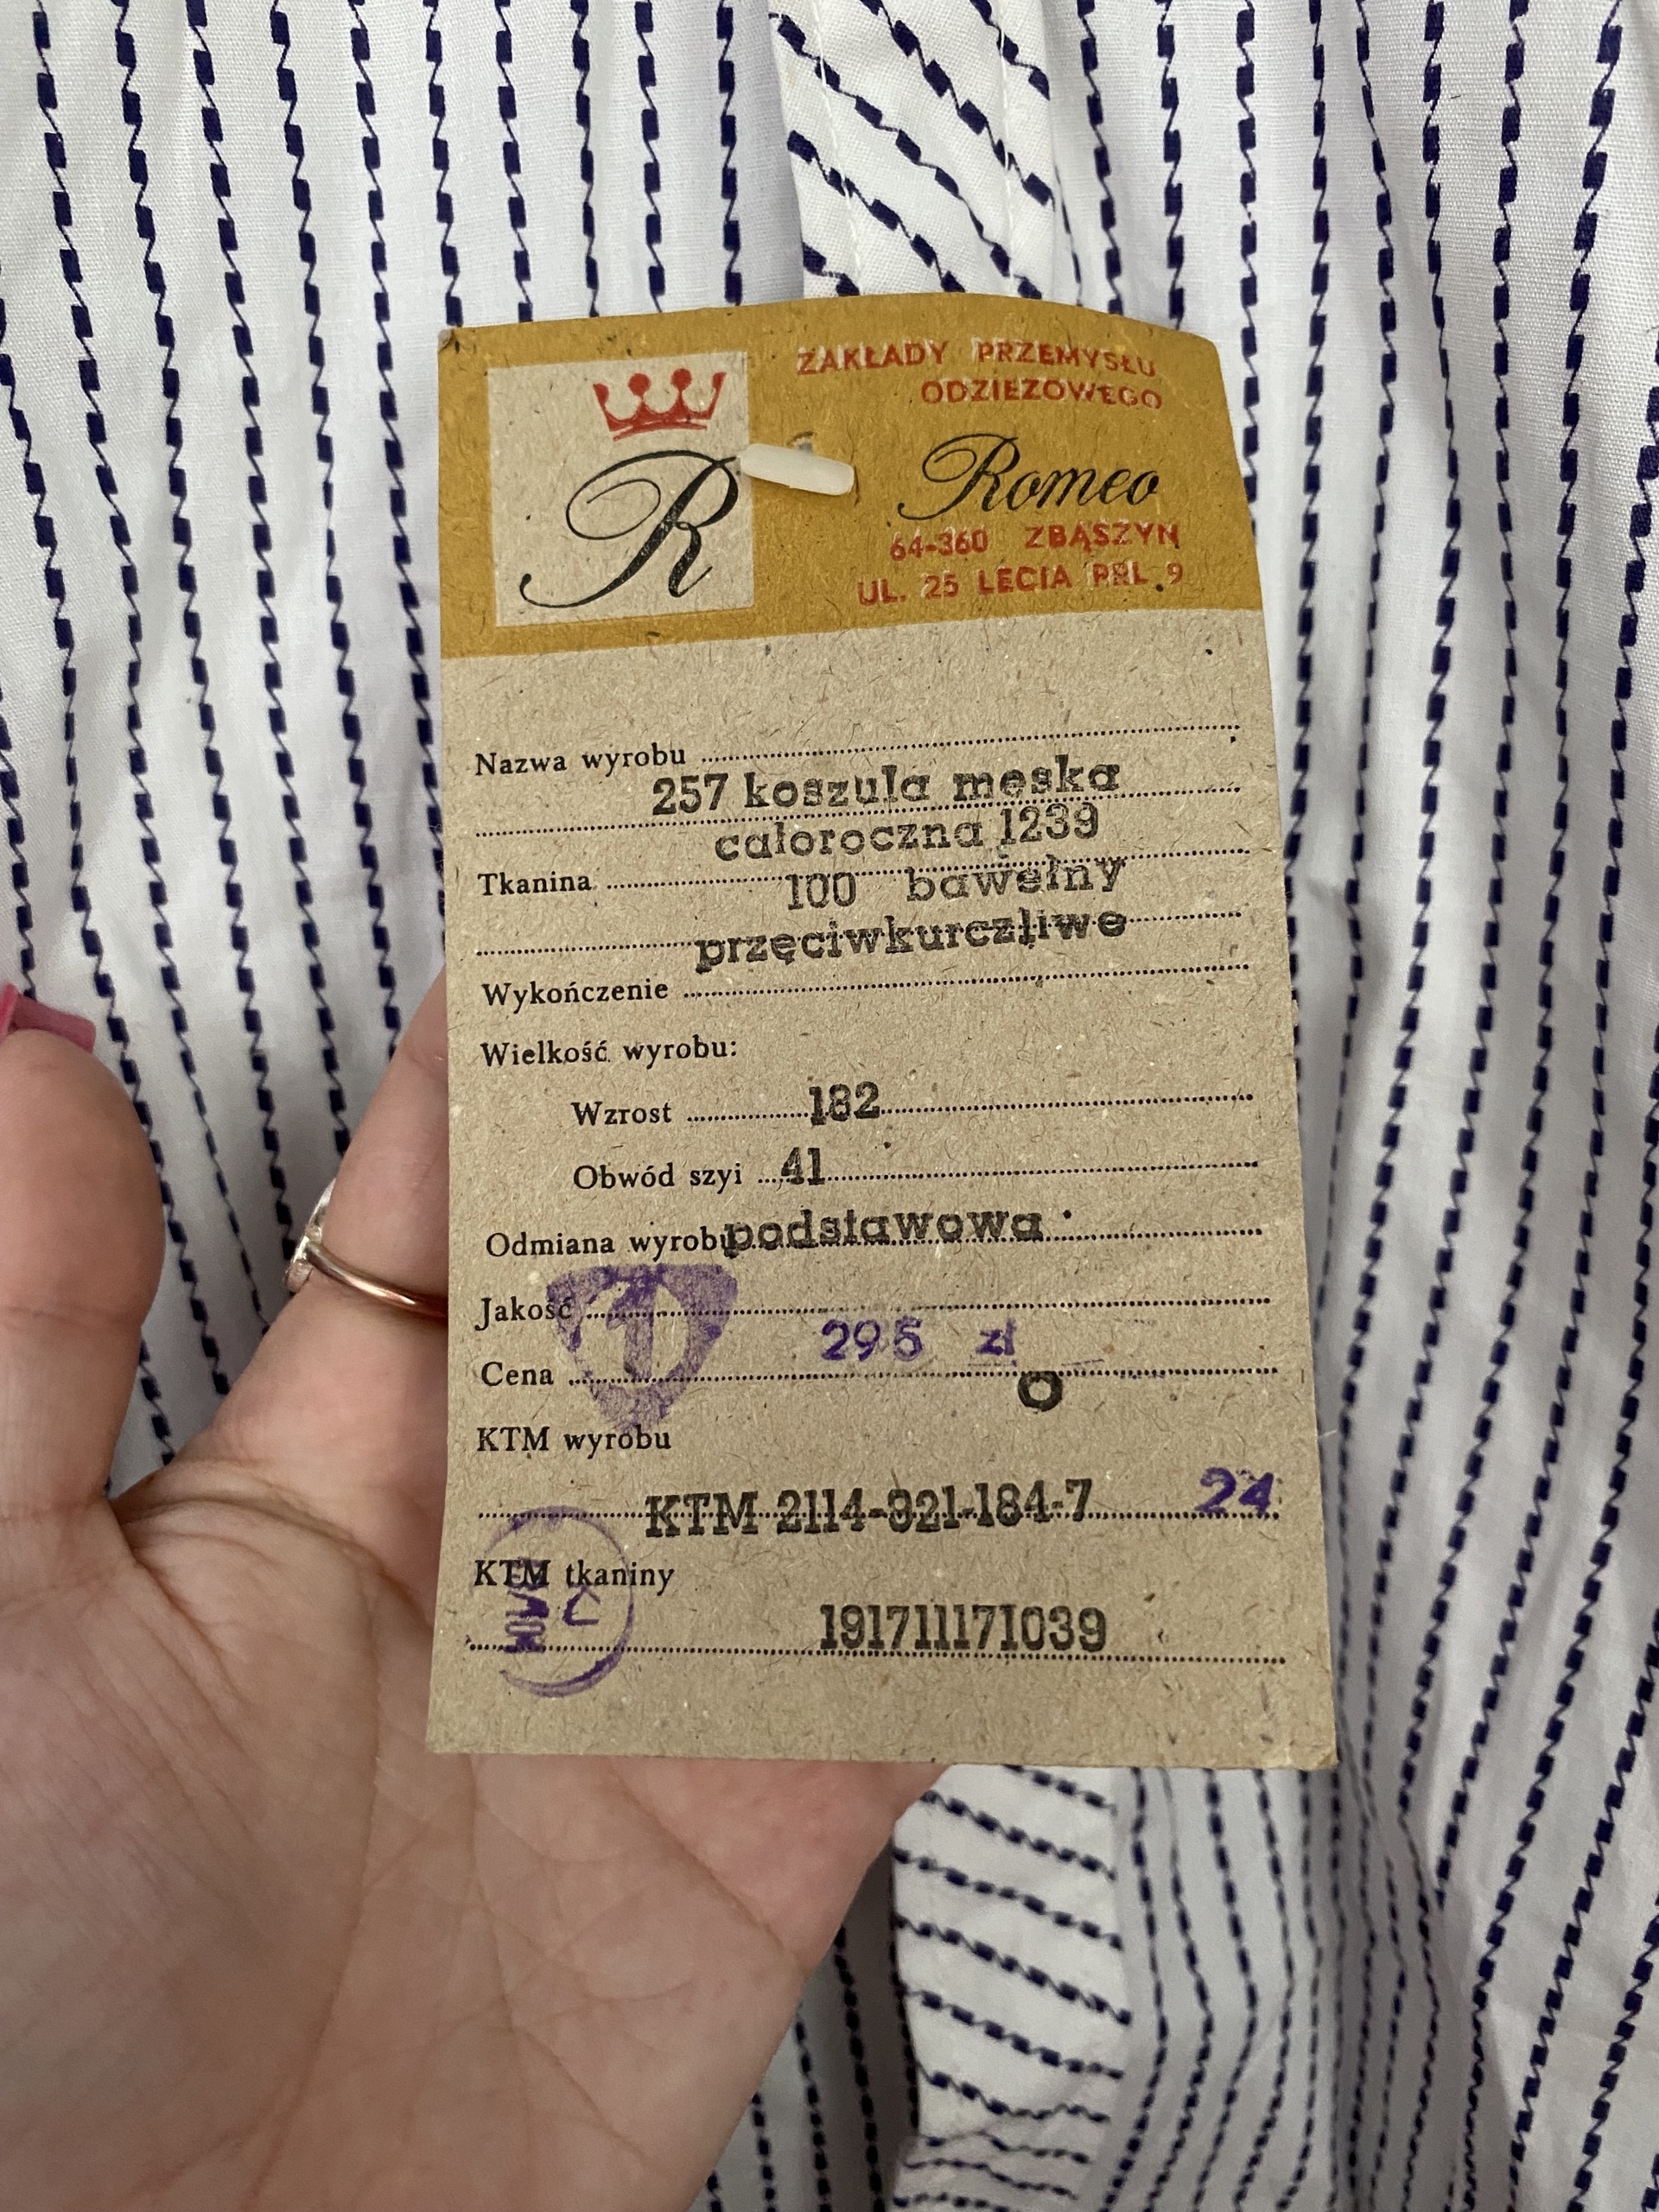 R
ZAKŁADY PRZEMYSŁU
ODZIEŻOWEGO
Romeo
64-360 ZBĄSZYŃ
UL. 25 LECIA PRL 9
Nazwa wyrobu
257 koszula męska
całoroczna 1239
Tkanina
100 bawełny
przeciwkurczliwe
Wykończenie
Wielkość wyrobu:
Wzrost 182
Obwód szyi 41
Odmiana wyrobu podstawowa
Jakość 1
Cena 295 zł
O
KTM wyrobu
KTM 2114-921-184-7 24
KTM tkaniny
191711171039